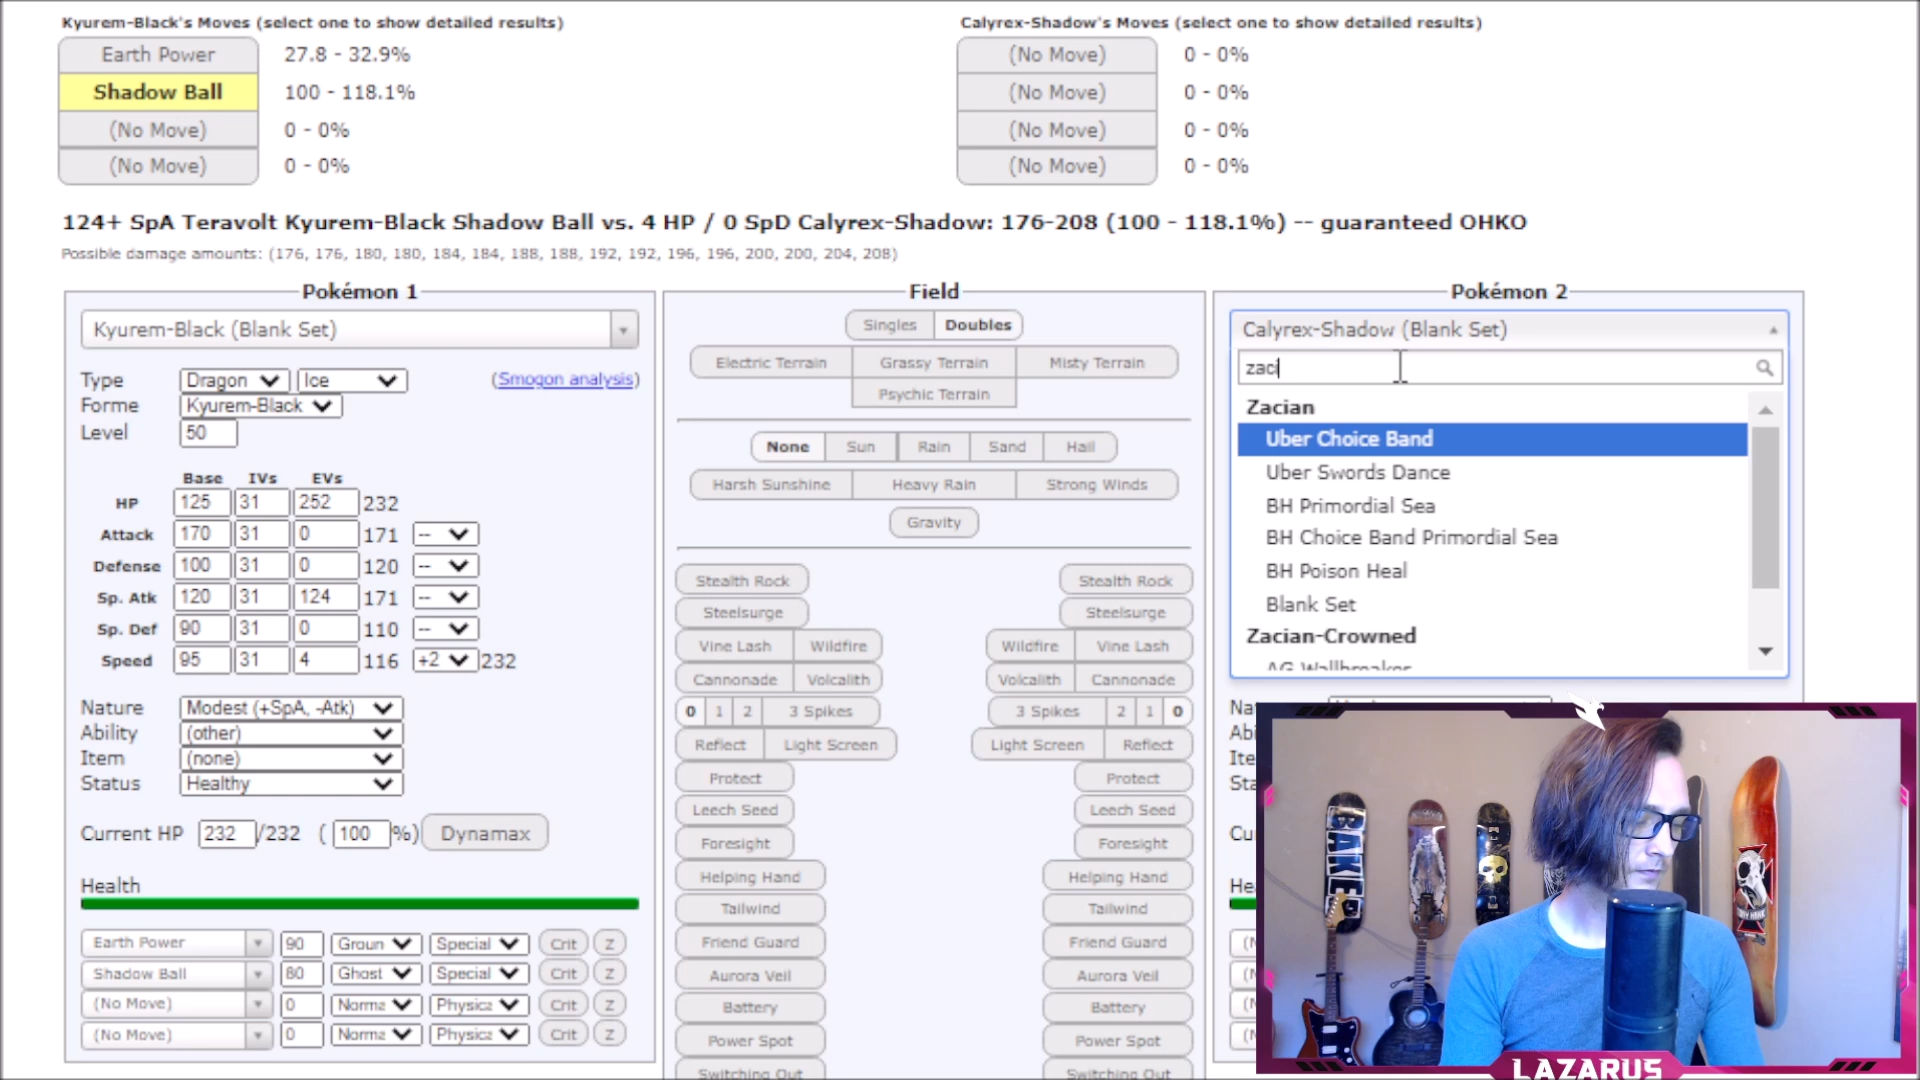 Kyurem-Black's Moves (select one to show detailed results)
Earth Power 27.8 - 32.9%
Shadow Ball 100 - 118.1%
(No Move) 0 - 0%
(No Move) 0 - 0%
Calyrex-Shadow's Moves (select one to show detailed results)
(No Move) 0 - 0%
(No Move) 0 - 0%
(No Move) 0 - 0%
(No Move) 0 - 0%
124+ SpA Teravolt Kyurem-Black Shadow Ball vs. 4 HP / 0 SpD Calyrex-Shadow: 176-208 (100 - 118.1%) -- guaranteed OHKO
Possible damage amounts: (176, 176, 180, 180, 184, 184, 188, 188, 192, 192, 196, 196, 200, 200, 204, 208)
Pokémon 1
Kyurem-Black (Blank Set)
Type Dragon Ice (Smogon analysis)
Forme Kyurem-Black
Level 50
Base IVs EVs
HP 125 31 252 232
Attack 170 31 0 171 --
Defense 100 31 0 120 --
Sp. Atk 120 31 124 171 --
Sp. Def 90 31 0 110 --
Speed 95 31 4 116 +2 232
Nature Modest (+SpA, -Atk)
Ability (other)
Item (none)
Status Healthy
Current HP 232 /232 ( 100 %) Dynamax
Health
Earth Power 90 Groun Special Crit Z
Shadow Ball 80 Ghost Special Crit Z
(No Move) 0 Norma Physica Crit Z
(No Move) 0 Norma Physica Crit Z
Field
Singles Doubles
Electric Terrain Grassy Terrain Misty Terrain
Psychic Terrain
None Sun Rain Sand Hail
Harsh Sunshine Heavy Rain Strong Winds
Gravity
Stealth Rock Stealth Rock
Steelsurge Steelsurge
Vine Lash Wildfire Wildfire Vine Lash
Cannonade Volcalith Volcalith Cannonade
0 1 2 3 Spikes 3 Spikes 2 1 0
Reflect Light Screen Light Screen Reflect
Protect Protect
Leech Seed Leech Seed
Foresight Foresight
Helping Hand Helping Hand
Tailwind Tailwind
Friend Guard Friend Guard
Aurora Veil Aurora Veil
Battery Battery
Power Spot Power Spot
Switching Out Switching Out
Pokémon 2
Calyrex-Shadow (Blank Set)
zaci
Zacian
Uber Choice Band
Uber Swords Dance
BH Primordial Sea
BH Choice Band Primordial Sea
BH Poison Heal
Blank Set
Zacian-Crowned
AG Wallbreaker
Na
Abi
Ite
Sta
Cu
He
BAKER
LAZARUS